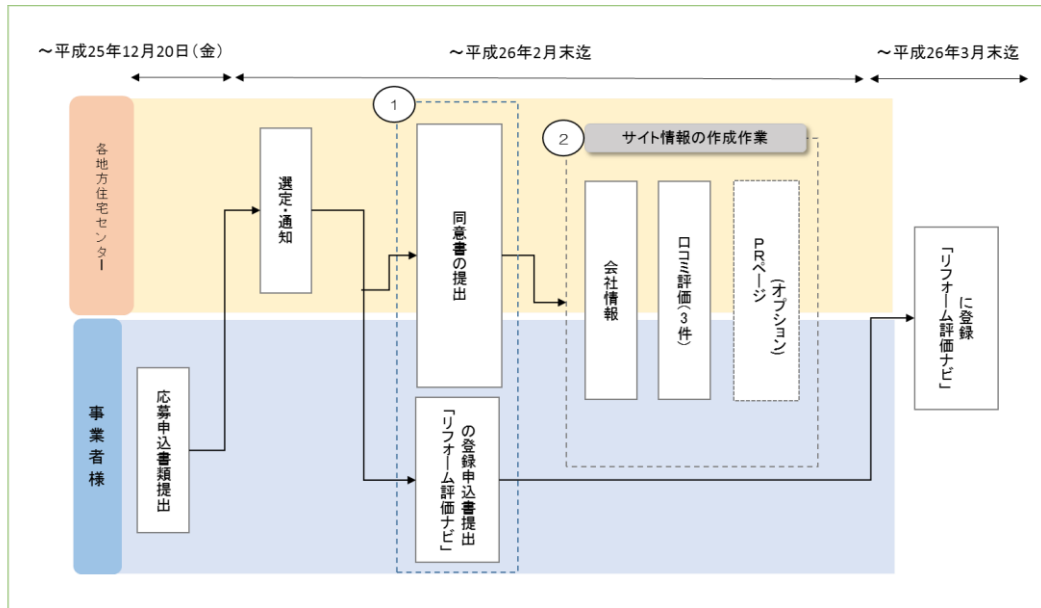 ～平成25年12月20日（金）
～平成26年2月末迄
～平成26年3月末迄
各地方住宅センター
事業者様
応募申込書類提出
選定・通知
1
同意書の提出
「リフォーム評価ナビ」
の登録申込書提出
2
サイト情報の作成作業
会社情報
口コミ評価（3件）
PRページ
（オプション）
「リフォーム評価ナビ」
に登録